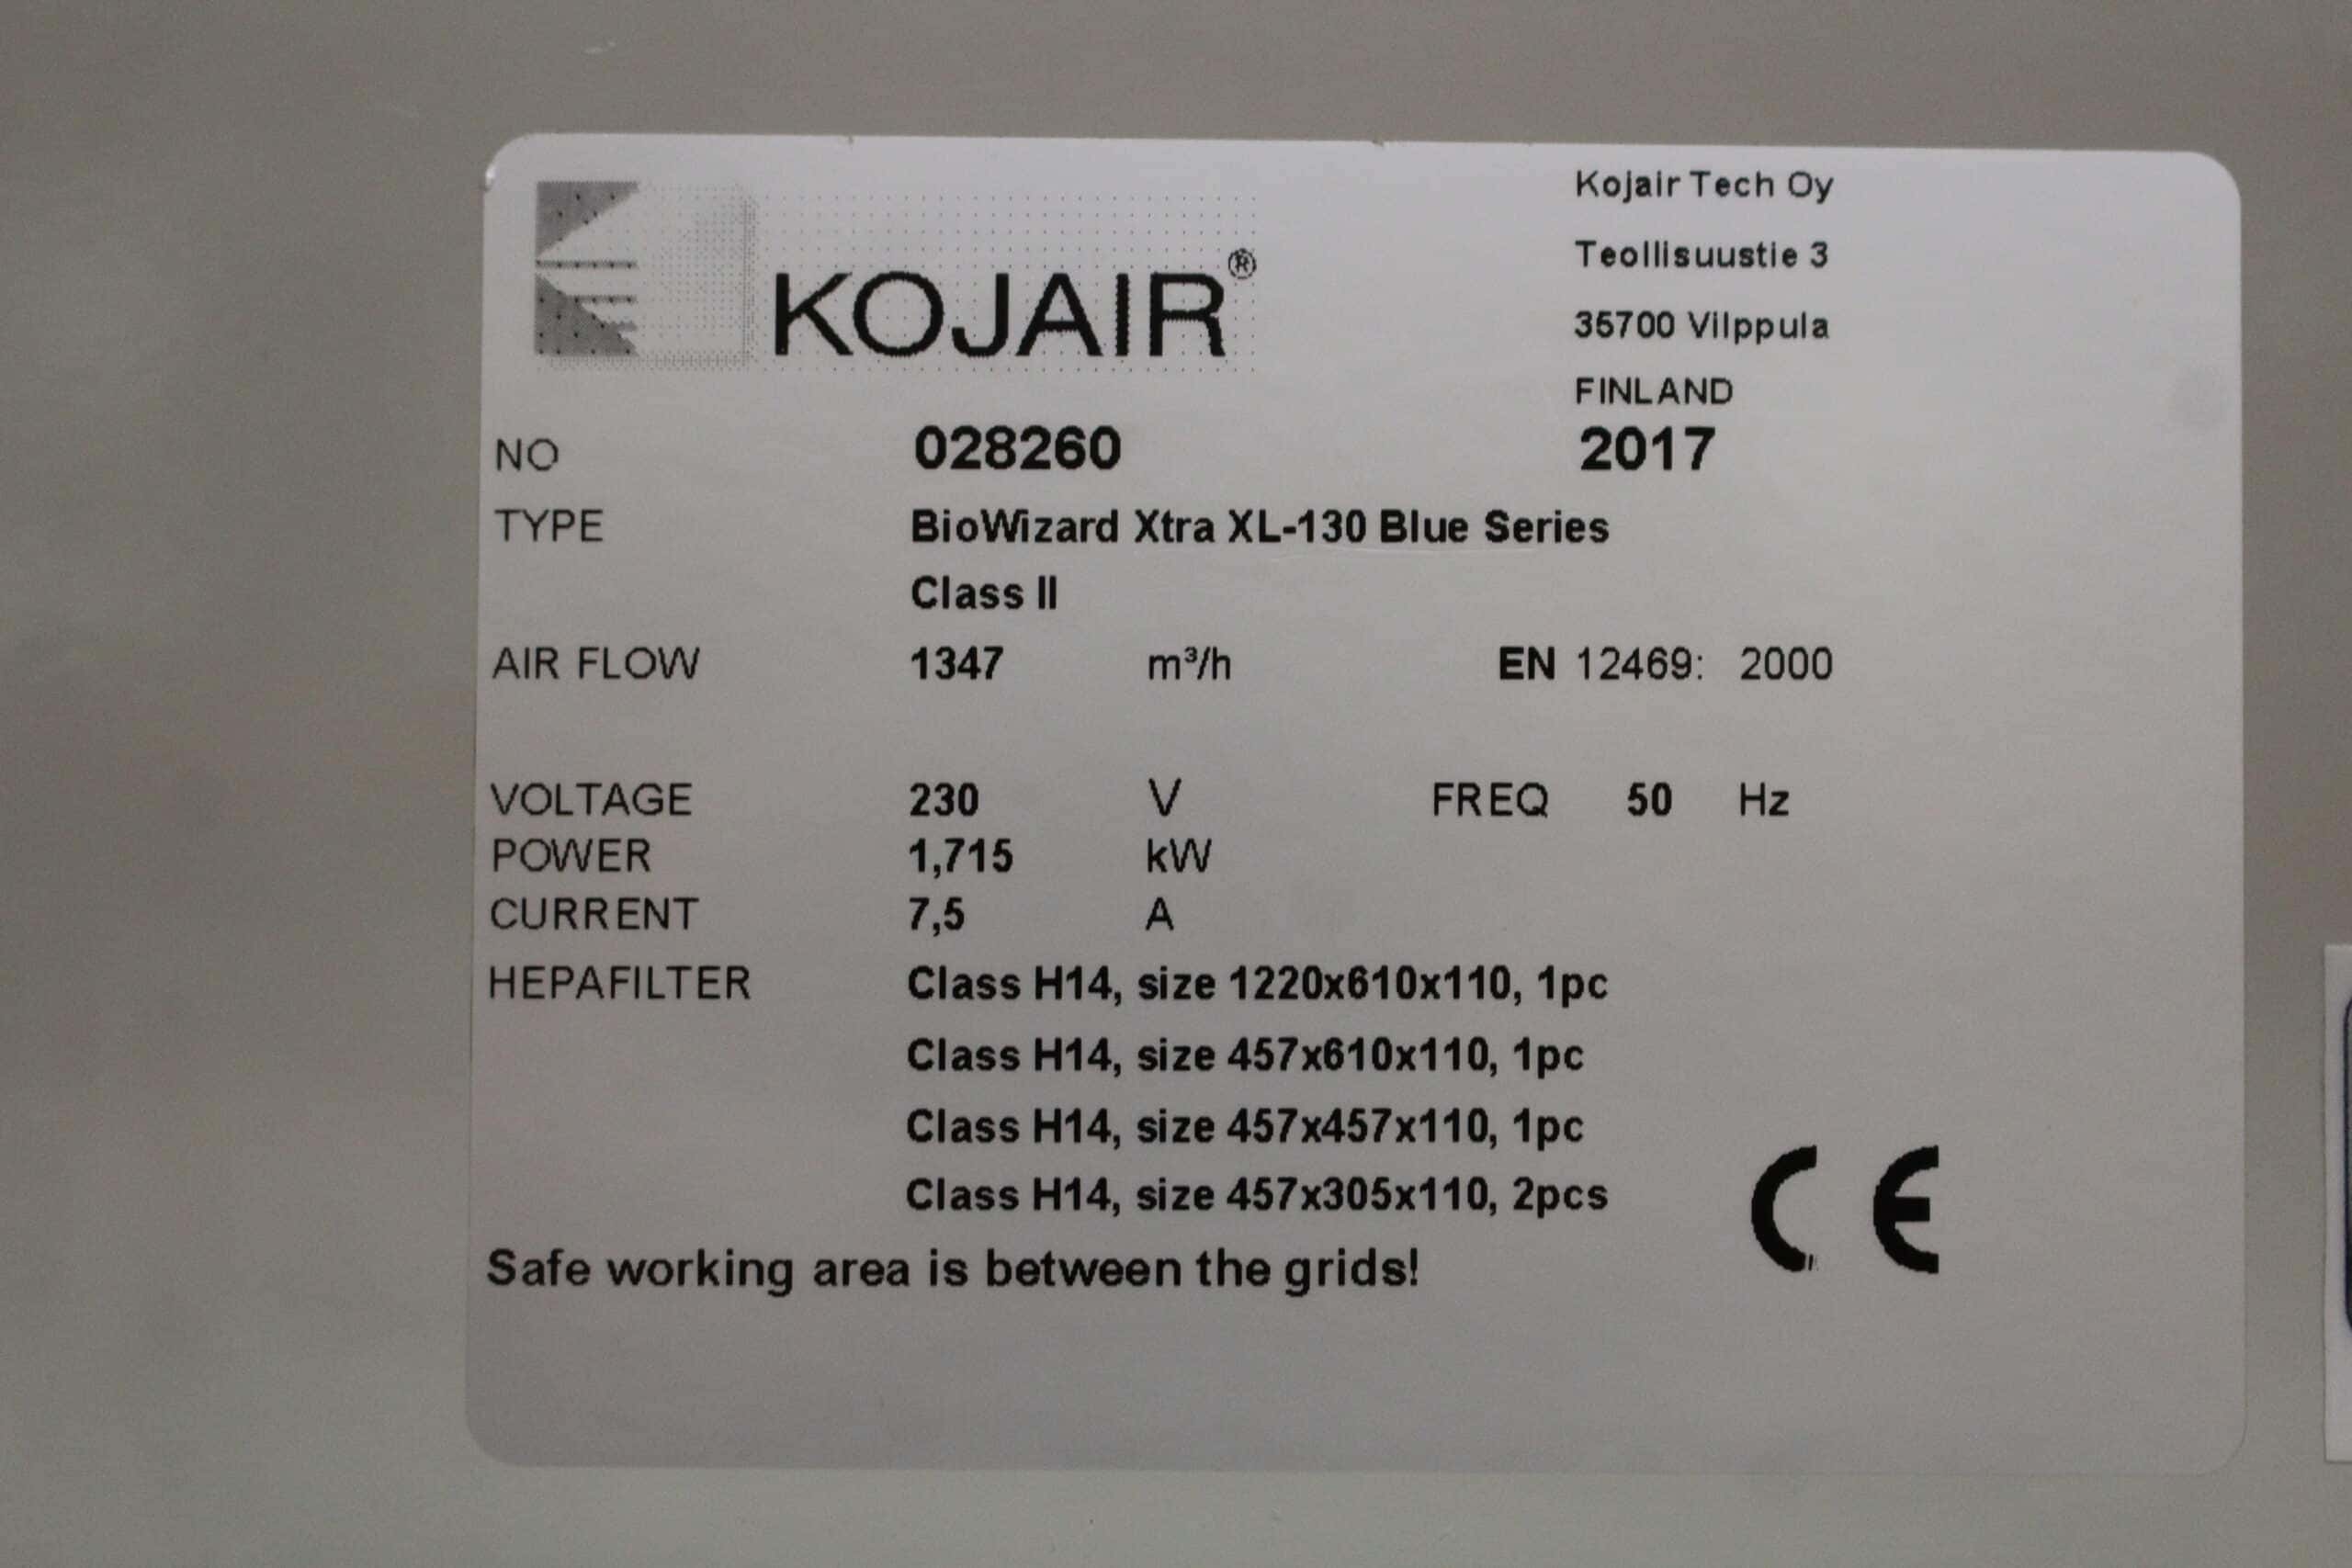 KOJAIR®
Kojair Tech Oy
Teollisuustie 3
35700 Vilppula
FINLAND
NO 028260 2017
TYPE BioWizard Xtra XL-130 Blue Series
Class II
AIR FLOW 1347 m³/h EN 12469: 2000
VOLTAGE 230 V FREQ 50 Hz
POWER 1,715 kW
CURRENT 7,5 A
HEPAFILTER Class H14, size 1220x610x110, 1pc
Class H14, size 457x610x110, 1pc
Class H14, size 457x457x110, 1pc
Class H14, size 457x305x110, 2pcs
CE
Safe working area is between the grids!